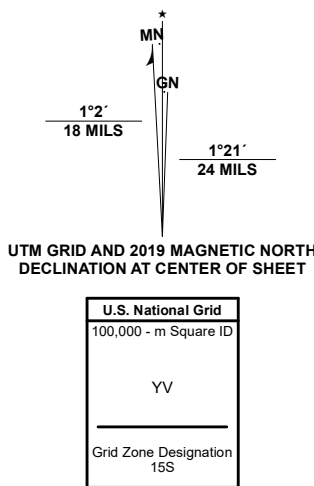 MN
GN
1°2´
18 MILS
1°21´
24 MILS
UTM GRID AND 2019 MAGNETIC NORTH
DECLINATION AT CENTER OF SHEET
U.S. National Grid
100,000 - m Square ID
YV
Grid Zone Designation
15S